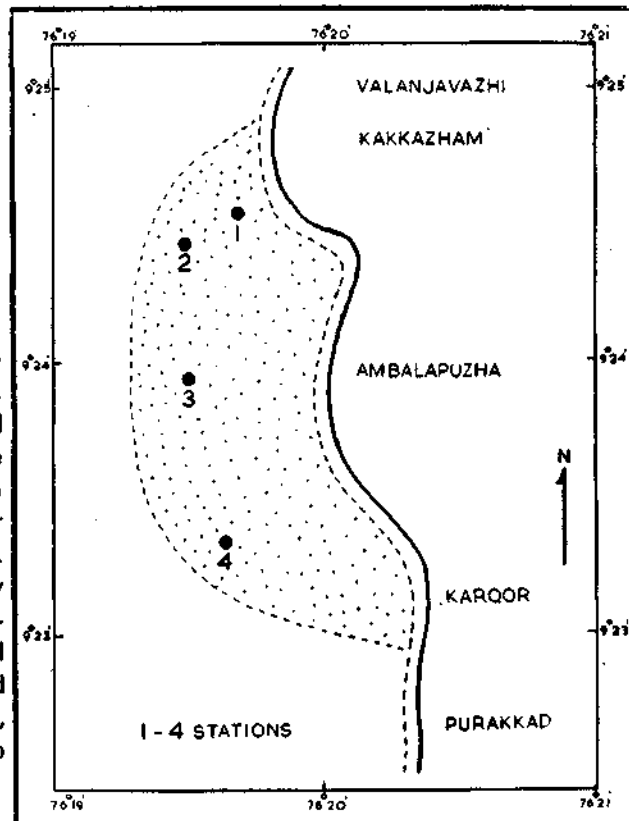 76°19' 76°20' 76°21'
9°25' VALANJAVAZHI 9°25'
KAKKAZHAM
1
2
9°24' AMBALAPUZHA 9°24'
3
N
4
KAROOR
9°23' 9°23'
1-4 STATIONS PURAKKAD
76°19' 76°20' 76°21'